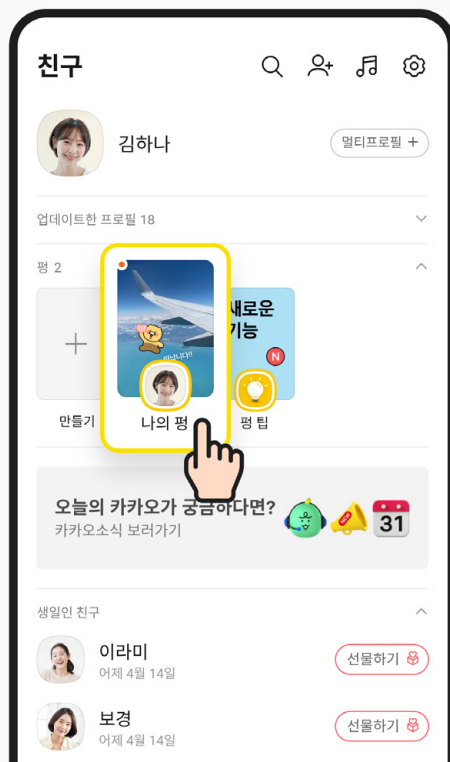 친구
김하나
멀티프로필 +
업데이트한 프로필 18
펑 2
새로운
기능
N
만들기
나의 펑
펑 팁
오늘의 카카오가 궁금하다면?
카카오소식 보러가기
31
생일인 친구
이라미
어제 4월 14일
선물하기
보경
어제 4월 14일
선물하기